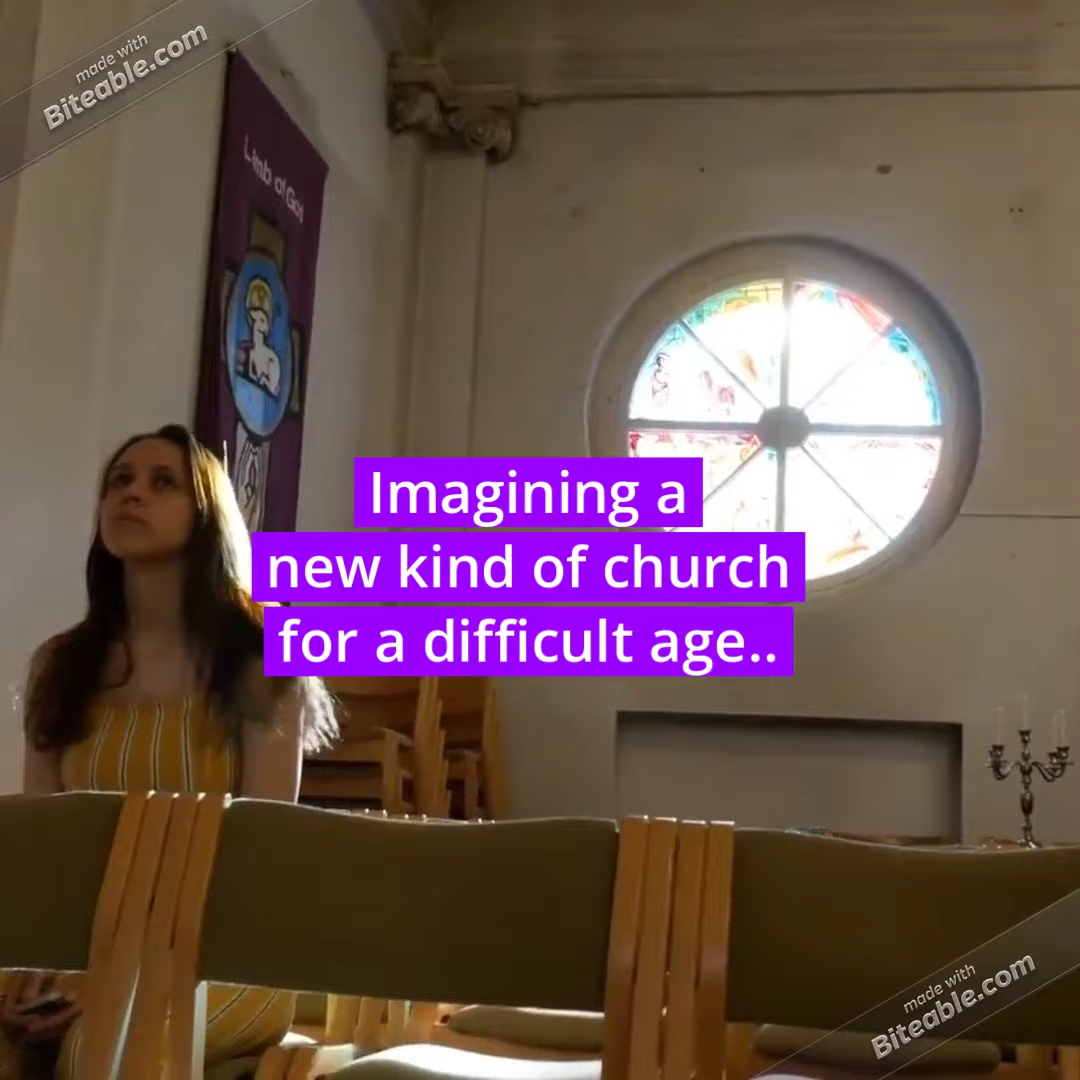 made with
Biteable.com
Lamb of God
Imagining a
new kind of church
for a difficult age..
made with
Biteable.com